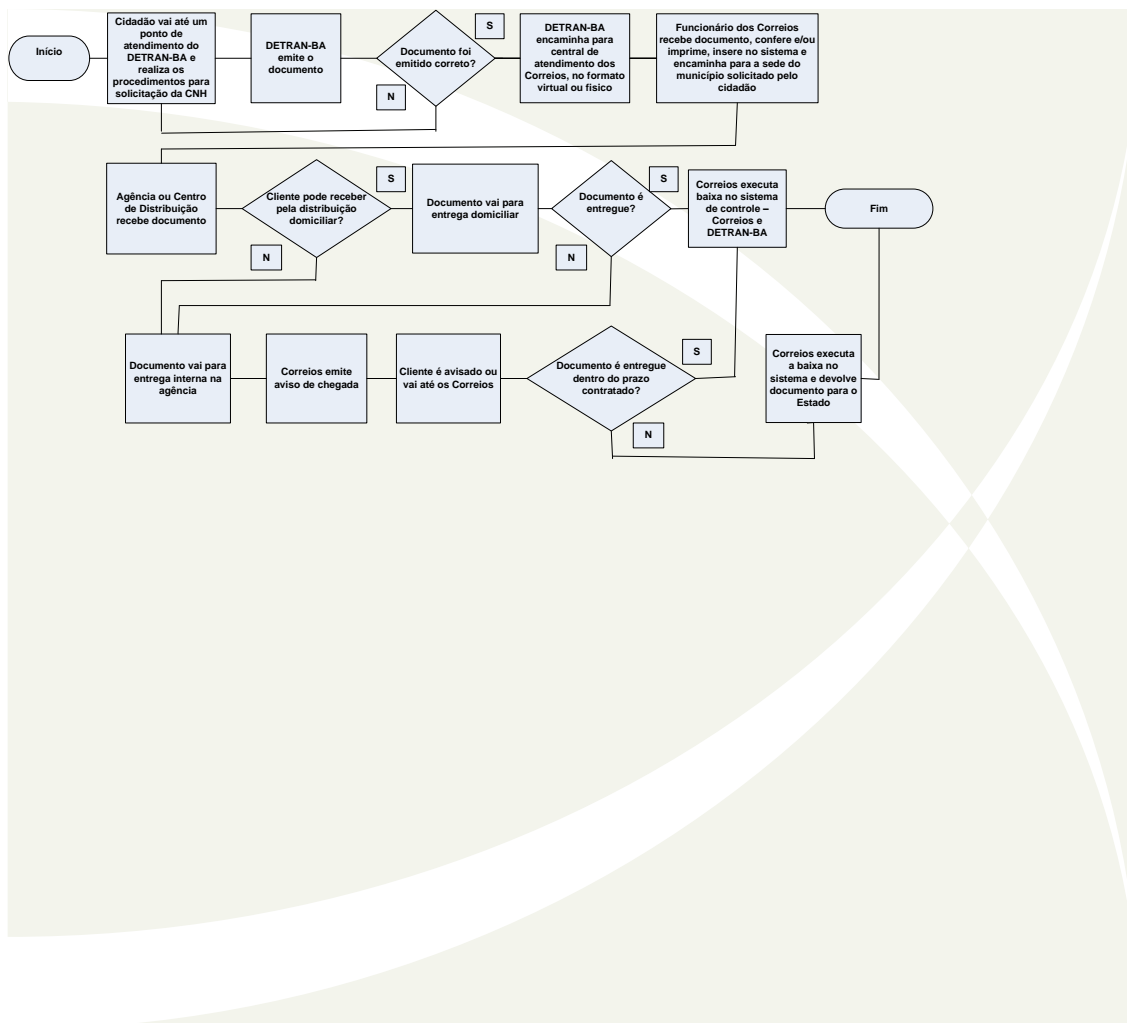 Início
Cidadão vai até um
ponto de
atendimento do
DETRAN-BA e
realiza os
procedimentos para
solicitação da CNH
DETRAN-BA
emite o
documento
Documento foi
emitido correto?
S
N
DETRAN-BA
encaminha para
central de
atendimento dos
Correios, no formato
virtual ou fisico
Funcionário dos Correios
recebe documento, confere e/ou
imprime, insere no sistema e
encaminha para a sede do
município solicitado pelo
cidadão
Agência ou Centro
de Distribuição
recebe documento
Cliente pode receber
pela distribuição
domiciliar?
S
N
Documento vai para
entrega domiciliar
Documento é
entregue?
S
N
Correios executa
baixa no sistema
de controle –
Correios e
DETRAN-BA
Fim
Documento vai para
entrega interna na
agência
Correios emite
aviso de chegada
Cliente é avisado ou
vai até os Correios
Documento é entregue
dentro do prazo
contratado?
S
N
Correios executa
a baixa no
sistema e devolve
documento para o
Estado